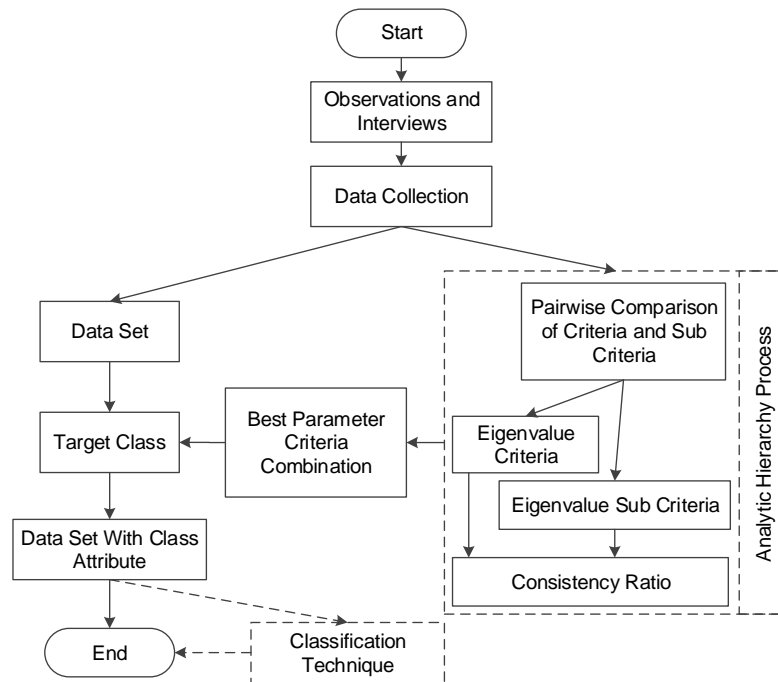 Start
Observations and
Interviews
Data Collection
Data Set
Pairwise Comparison
of Criteria and Sub
Criteria
Target Class
Best Parameter
Criteria
Combination
Eigenvalue
Criteria
Eigenvalue Sub Criteria
Data Set With Class
Attribute
Consistency Ratio
Analytic Hierarchy Process
End
Classification
Technique